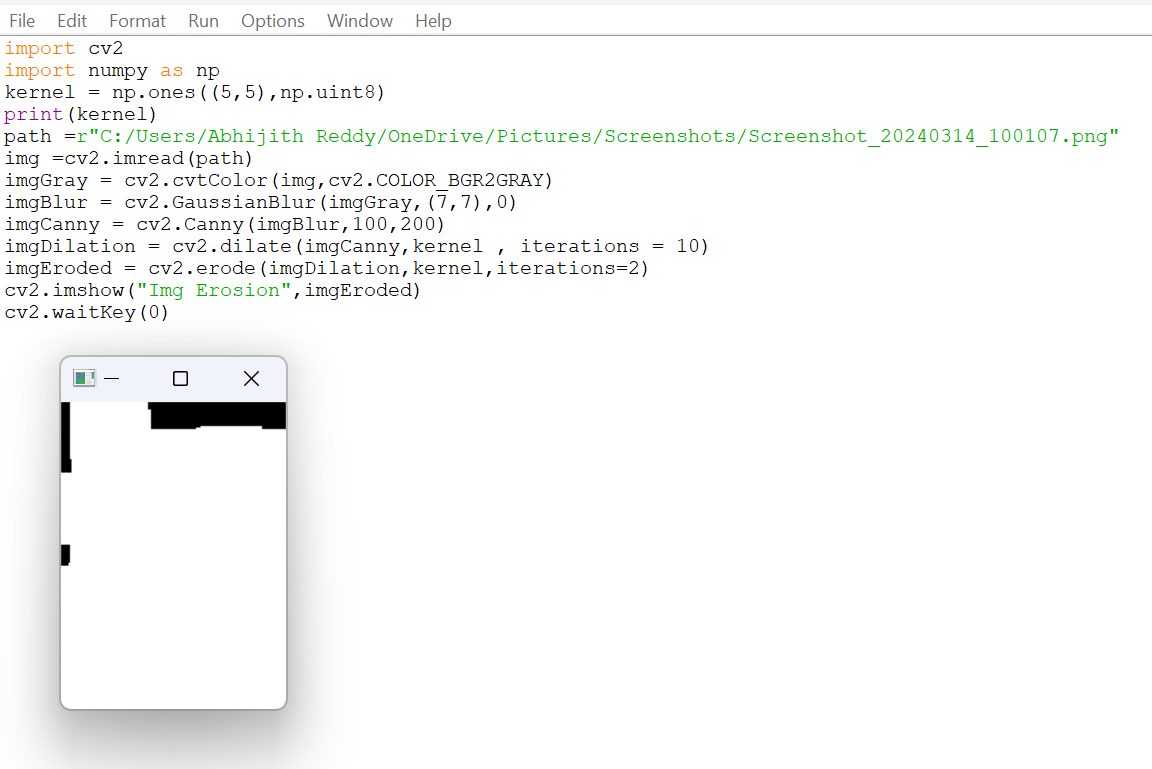 File Edit Format Run Options Window Help
import cv2
import numpy as np
kernel = np.ones((5,5),np.uint8)
print(kernel)
path =r"C:/Users/Abhijith Reddy/OneDrive/Pictures/Screenshots/Screenshot_20240314_100107.png"
img =cv2.imread(path)
imgGray = cv2.cvtColor(img,cv2.COLOR_BGR2GRAY)
imgBlur = cv2.GaussianBlur(imgGray,(7,7),0)
imgCanny = cv2.Canny(imgBlur,100,200)
imgDilation = cv2.dilate(imgCanny,kernel , iterations = 10)
imgEroded = cv2.erode(imgDilation,kernel,iterations=2)
cv2.imshow("Img Erosion",imgEroded)
cv2.waitKey(0)